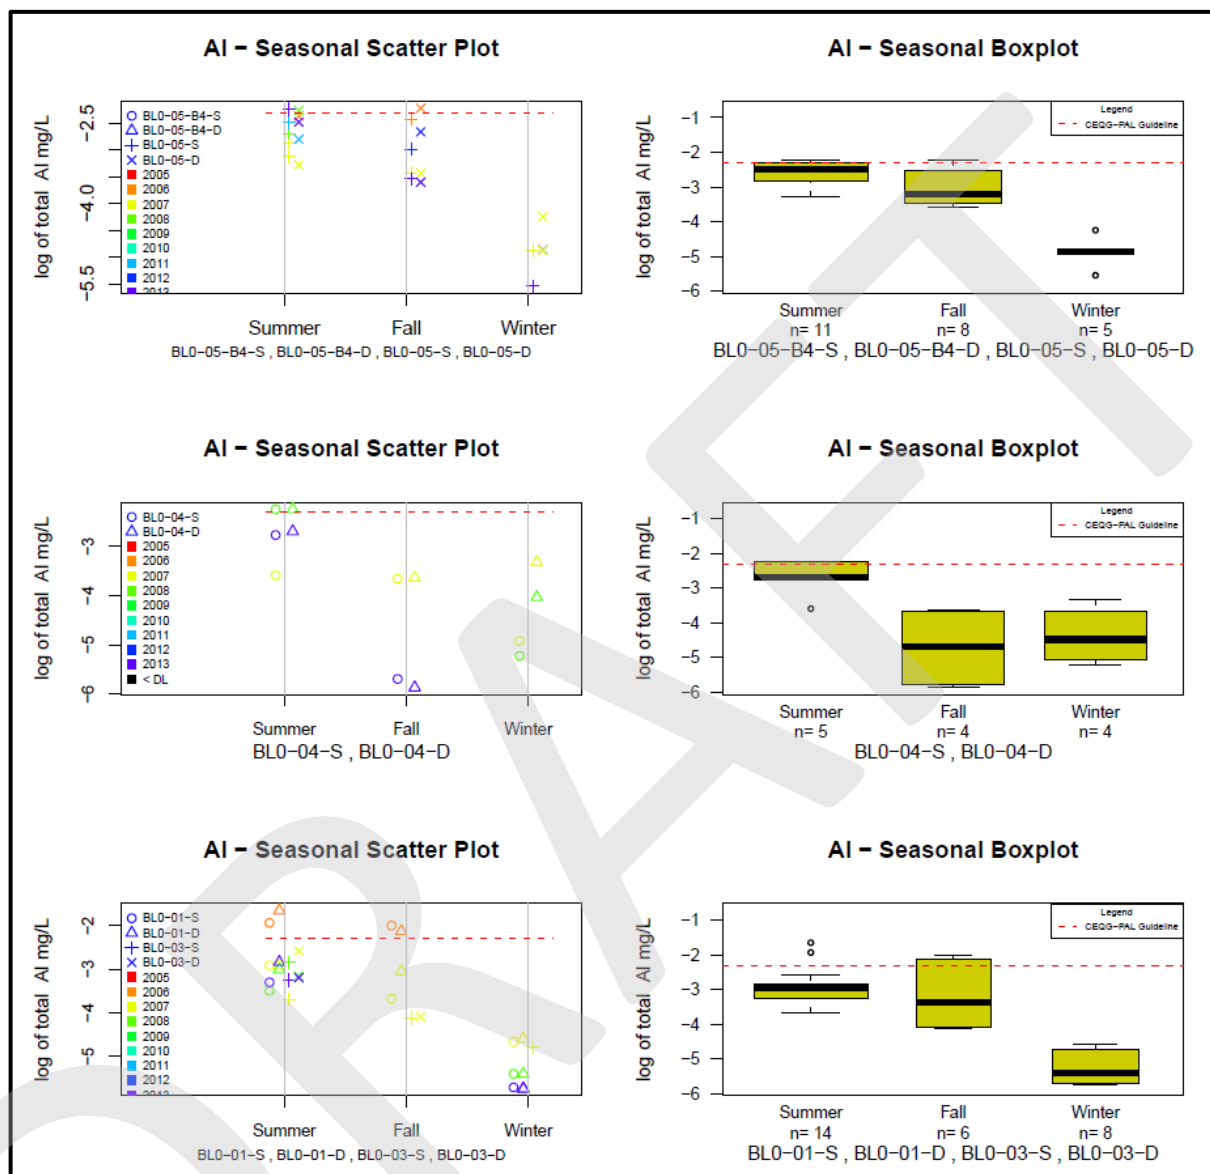 Al − Seasonal Scatter Plot
log of total Al mg/L
−2.5
−4.0
−5.5
BL0−05−B4−S
BL0−05−B4−D
BL0−05−S
BL0−05−D
2005
2006
2007
2008
2009
2010
2011
2012
2013
Summer Fall Winter
BL0−05−B4−S , BL0−05−B4−D , BL0−05−S , BL0−05−D
Al − Seasonal Boxplot
log of total Al mg/L
−1
−2
−3
−4
−5
−6
Legend
CEQG−PAL Guideline
Summer Fall Winter
n= 11 n= 8 n= 5
BL0−05−B4−S , BL0−05−B4−D , BL0−05−S , BL0−05−D
Al − Seasonal Scatter Plot
log of total Al mg/L
−3
−4
−5
−6
BL0−04−S
BL0−04−D
2005
2006
2007
2008
2009
2010
2011
2012
2013
< DL
Summer Fall Winter
BL0−04−S , BL0−04−D
Al − Seasonal Boxplot
log of total Al mg/L
−1
−2
−3
−4
−5
−6
Legend
CEQG−PAL Guideline
Summer Fall Winter
n= 5 n= 4 n= 4
BL0−04−S , BL0−04−D
Al − Seasonal Scatter Plot
log of total Al mg/L
−2
−3
−4
−5
BL0−01−S
BL0−01−D
BL0−03−S
BL0−03−D
2005
2006
2007
2008
2009
2010
2011
2012
2013
Summer Fall Winter
BL0−01−S , BL0−01−D , BL0−03−S , BL0−03−D
Al − Seasonal Boxplot
log of total Al mg/L
−1
−2
−3
−4
−5
−6
Legend
CEQG−PAL Guideline
Summer Fall Winter
n= 14 n= 6 n= 8
BL0−01−S , BL0−01−D , BL0−03−S , BL0−03−D
DRAFT